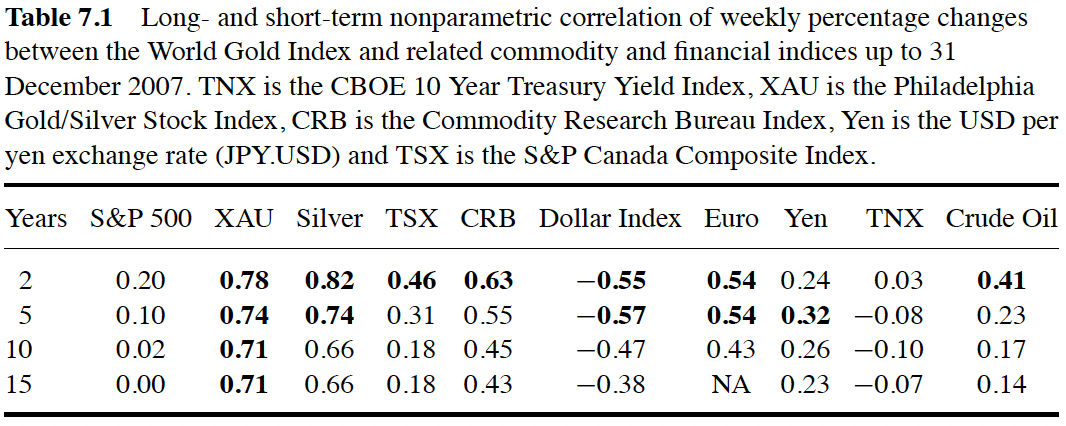 Table 7.1 Long- and short-term nonparametric correlation of weekly percentage changes
between the World Gold Index and related commodity and financial indices up to 31
December 2007. TNX is the CBOE 10 Year Treasury Yield Index, XAU is the Philadelphia
Gold/Silver Stock Index, CRB is the Commodity Research Bureau Index, Yen is the USD per
yen exchange rate (JPY.USD) and TSX is the S&P Canada Composite Index.
Years S&P 500 XAU Silver TSX CRB Dollar Index Euro Yen TNX Crude Oil
2 0.20 0.78 0.82 0.46 0.63 −0.55 0.54 0.24 0.03 0.41
5 0.10 0.74 0.74 0.31 0.55 −0.57 0.54 0.32 −0.08 0.23
10 0.02 0.71 0.66 0.18 0.45 −0.47 0.43 0.26 −0.10 0.17
15 0.00 0.71 0.66 0.18 0.43 −0.38 NA 0.23 −0.07 0.14